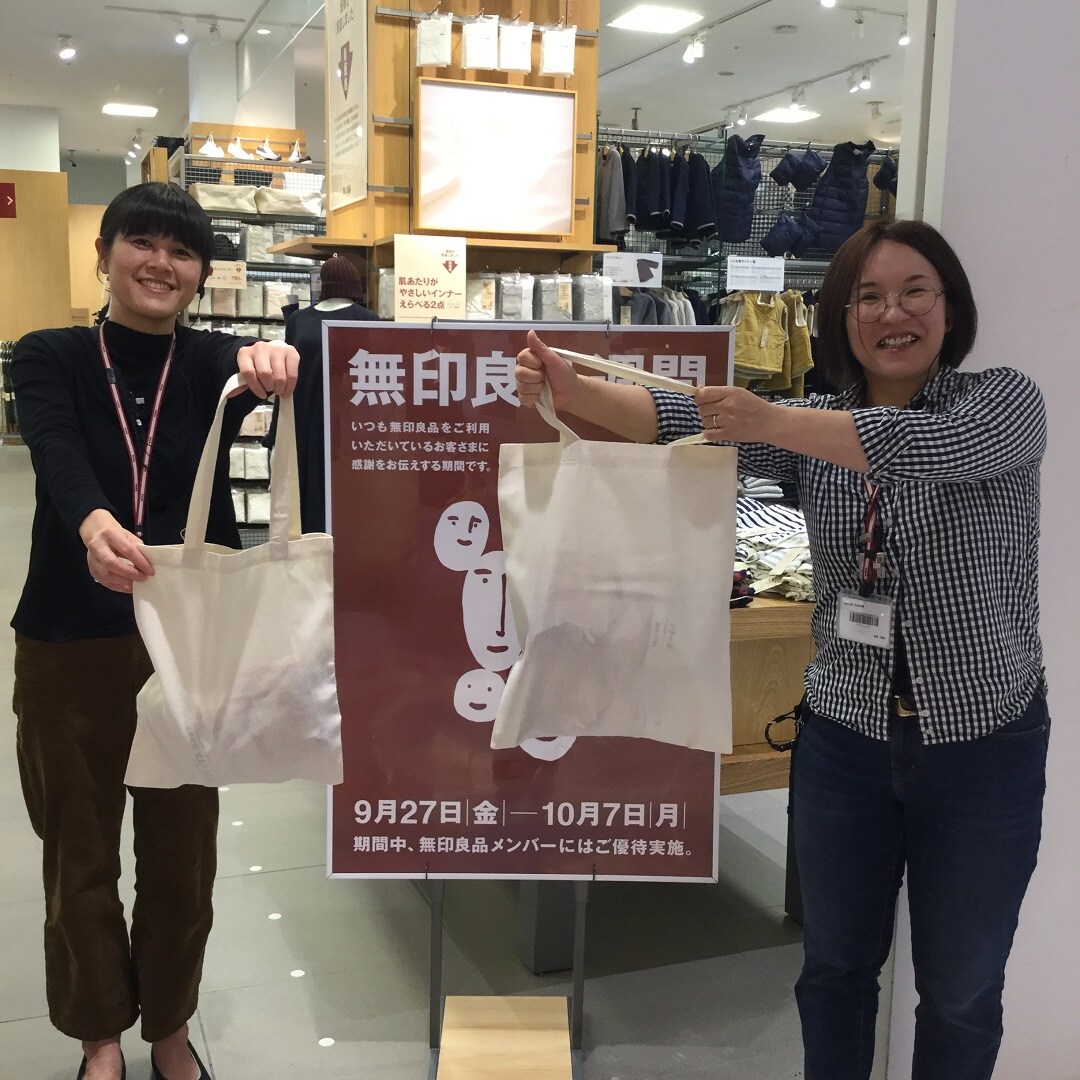 肌あたりが
やさしいインナー
えらべる2点
無印良
週間
いつも無印良品をご利用
いただいているお客さまに
感謝をお伝えする期間です。
9月27日|金|—10月7日|月|
期間中、無印良品メンバーにはご優待実施。